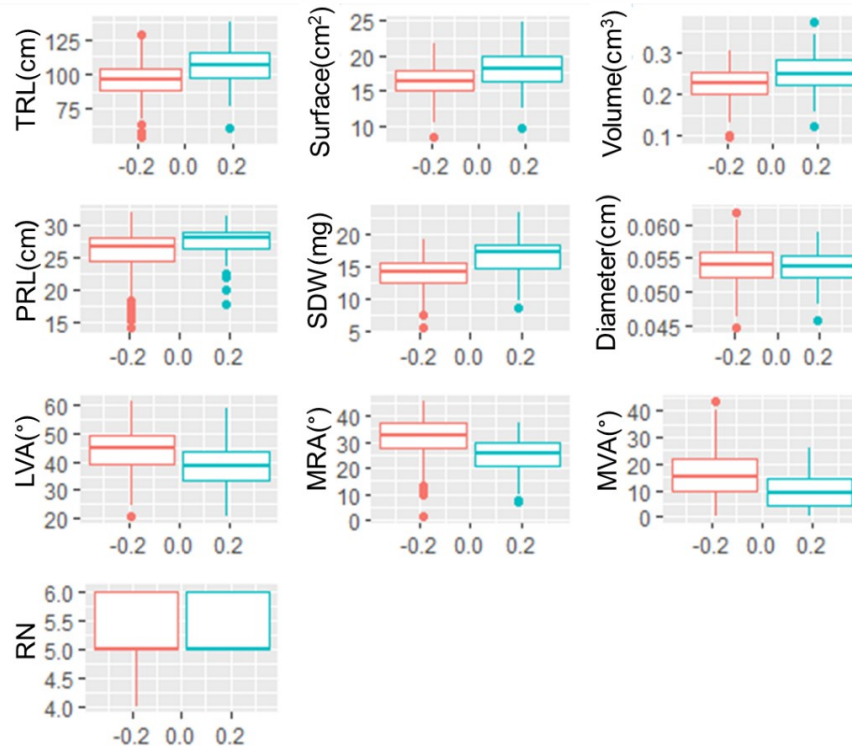 TRL(cm)
125
100
75
-0.2 0.0 0.2
Surface(cm²)
25
20
15
10
-0.2 0.0 0.2
Volume(cm³)
0.3
0.2
0.1
-0.2 0.0 0.2
PRL(cm)
30
25
20
15
-0.2 0.0 0.2
SDW(mg)
20
15
10
5
-0.2 0.0 0.2
Diameter(cm)
0.060
0.055
0.050
0.045
-0.2 0.0 0.2
LVA(°)
60
50
40
30
20
-0.2 0.0 0.2
MRA(°)
40
30
20
10
0
-0.2 0.0 0.2
MVA(°)
40
30
20
10
0
-0.2 0.0 0.2
RN
6.0
5.5
5.0
4.5
4.0
-0.2 0.0 0.2